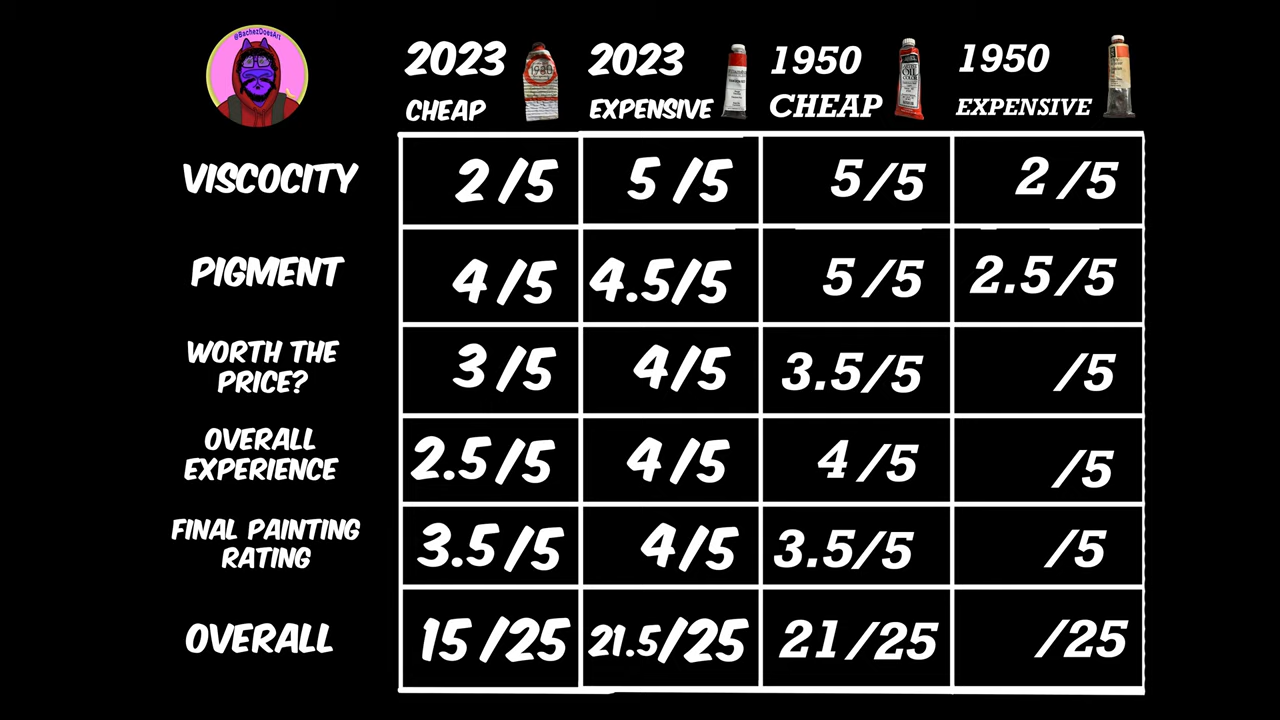 @BachezDoesArt
2023 2023 1950 1950
CHEAP EXPENSIVE CHEAP EXPENSIVE
VISCOCITY 2/5 5/5 5/5 2/5
PIGMENT 4/5 4.5/5 5/5 2.5/5
WORTH THE
PRICE? 3/5 4/5 3.5/5 /5
OVERALL
EXPERIENCE 2.5/5 4/5 4/5 /5
FINAL PAINTING
RATING 3.5/5 4/5 3.5/5 /5
OVERALL 15/25 21.5/25 21/25 /25
1980
OIL
COLOR